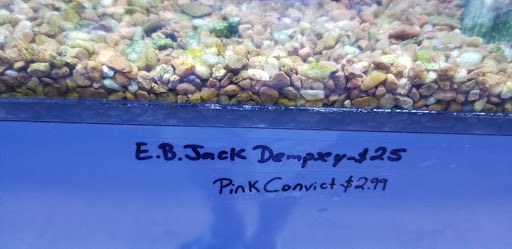 E.B. Jack Dempsey-$25
Pink Convict-$2.99